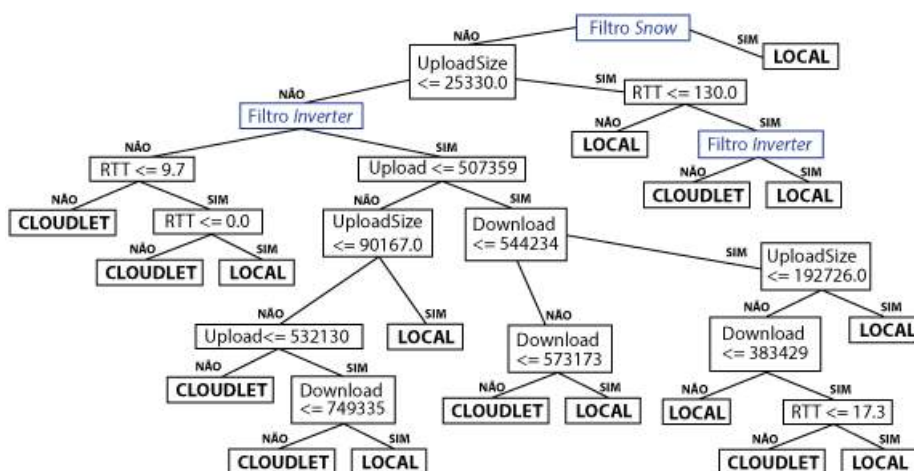 Filtro Snow
NÃO
SIM
LOCAL
UploadSize
<= 25330.0
NÃO
SIM
Filtro Inverter
RTT <= 130.0
NÃO
SIM
NÃO
SIM
LOCAL
Filtro Inverter
RTT <= 9.7
Upload <= 507359
NÃO
SIM
NÃO
SIM
NÃO
SIM
CLOUDLET
LOCAL
CLOUDLET
RTT <= 0.0
UploadSize
<= 90167.0
Download
<= 544234
NÃO
SIM
SIM
UploadSize
<= 192726.0
CLOUDLET
LOCAL
NÃO
SIM
NÃO
NÃO
SIM
Upload<= 532130
LOCAL
Download
<= 573173
Download
<= 383429
LOCAL
NÃO
SIM
NÃO
SIM
NÃO
SIM
CLOUDLET
Download
<= 749335
CLOUDLET
LOCAL
LOCAL
RTT <= 17.3
NÃO
SIM
NÃO
SIM
CLOUDLET
LOCAL
CLOUDLET
LOCAL